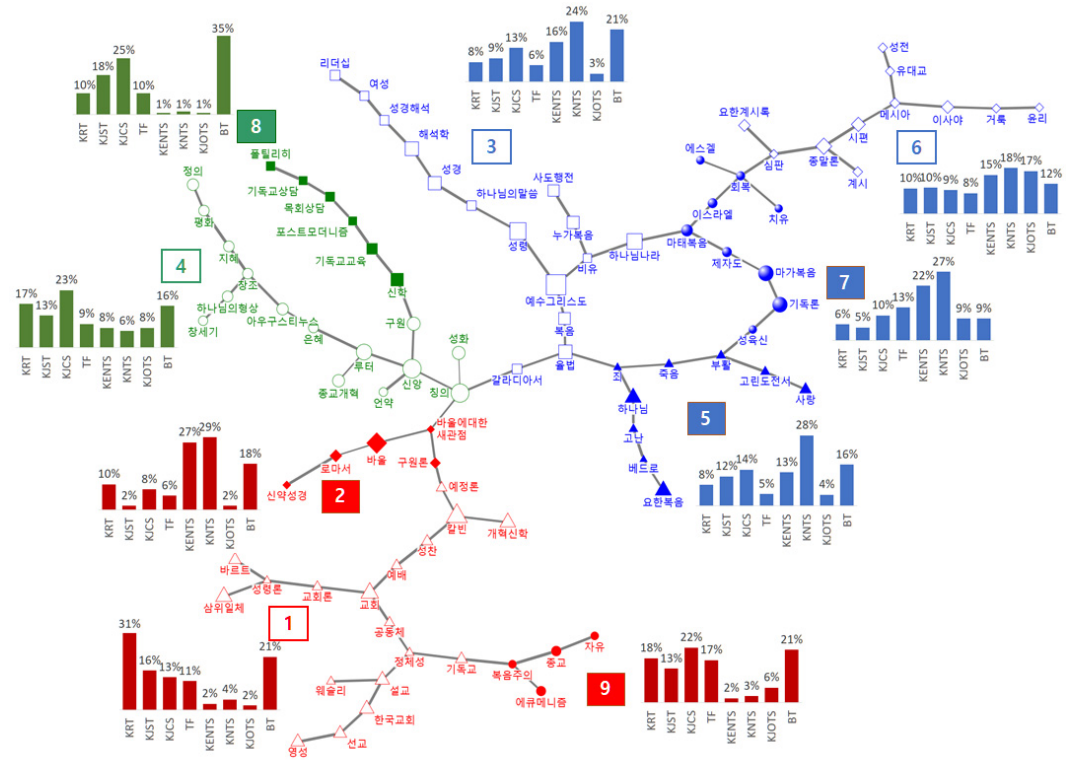 35%
25%
18%
10%
10%
1%
1%
1%
KRT
KJST
KJCS
TF
KENTS
KNTS
KJOTS
BT
8
8%
9%
13%
6%
16%
24%
3%
21%
KRT
KJST
KJCS
TF
KENTS
KNTS
KJOTS
BT
3
리더십
여성
성경해석
해석학
성경
하나님의말씀
성령
사도행전
누가복음
비유
하나님나라
예수그리스도
복음
율법
갈라디아서
성전
유대교
메시아
이사야
거룩
윤리
시편
요한계시록
심판
종말론
계시
6
10%
10%
9%
8%
15%
18%
17%
12%
KRT
KJST
KJCS
TF
KENTS
KNTS
KJOTS
BT
에스겔
회복
치유
이스라엘
마태복음
제자도
마가복음
기독론
성육신
7
6%
5%
10%
13%
22%
27%
9%
9%
KRT
KJST
KJCS
TF
KENTS
KNTS
KJOTS
BT
폴틸리히
기독교상담
목회상담
포스트모더니즘
기독교교육
신학
구원
정의
평화
지혜
창조
하나님의형상
창세기
아우구스티누스
은혜
루터
종교개혁
신앙
언약
칭의
성화
4
17%
13%
23%
9%
8%
6%
8%
16%
KRT
KJST
KJCS
TF
KENTS
KNTS
KJOTS
BT
죄
죽음
부활
고린도전서
사랑
하나님
고난
베드로
요한복음
5
8%
12%
14%
5%
13%
28%
4%
16%
KRT
KJST
KJCS
TF
KENTS
KNTS
KJOTS
BT
바울에대한
새관점
바울
로마서
신약성경
구원론
2
10%
2%
8%
6%
27%
29%
2%
18%
KRT
KJST
KJCS
TF
KENTS
KNTS
KJOTS
BT
예정론
칼빈
개혁신학
성찬
예배
교회
교회론
성령론
바르트
삼위일체
공동체
정체성
기독교
설교
웨슬리
한국교회
선교
영성
1
31%
16%
13%
11%
2%
4%
2%
21%
KRT
KJST
KJCS
TF
KENTS
KNTS
KJOTS
BT
복음주의
종교
자유
에큐메니즘
9
18%
13%
22%
17%
2%
3%
6%
21%
KRT
KJST
KJCS
TF
KENTS
KNTS
KJOTS
BT